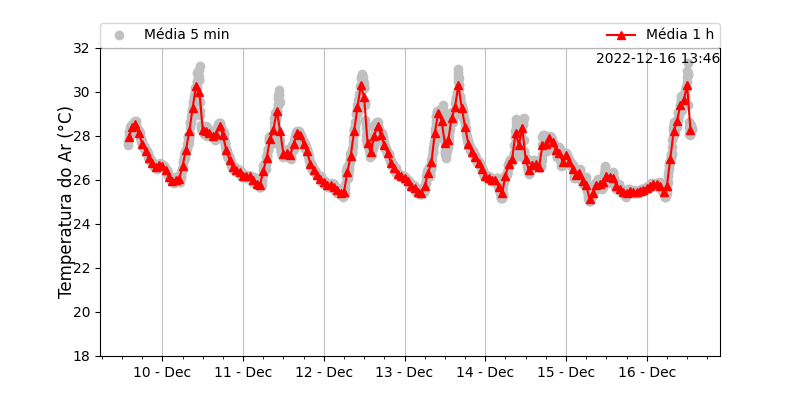 Média 5 min
Média 1 h
2022-12-16 13:46
Temperatura do Ar (°C)
32
30
28
26
24
22
20
18
10 - Dec
11 - Dec
12 - Dec
13 - Dec
14 - Dec
15 - Dec
16 - Dec